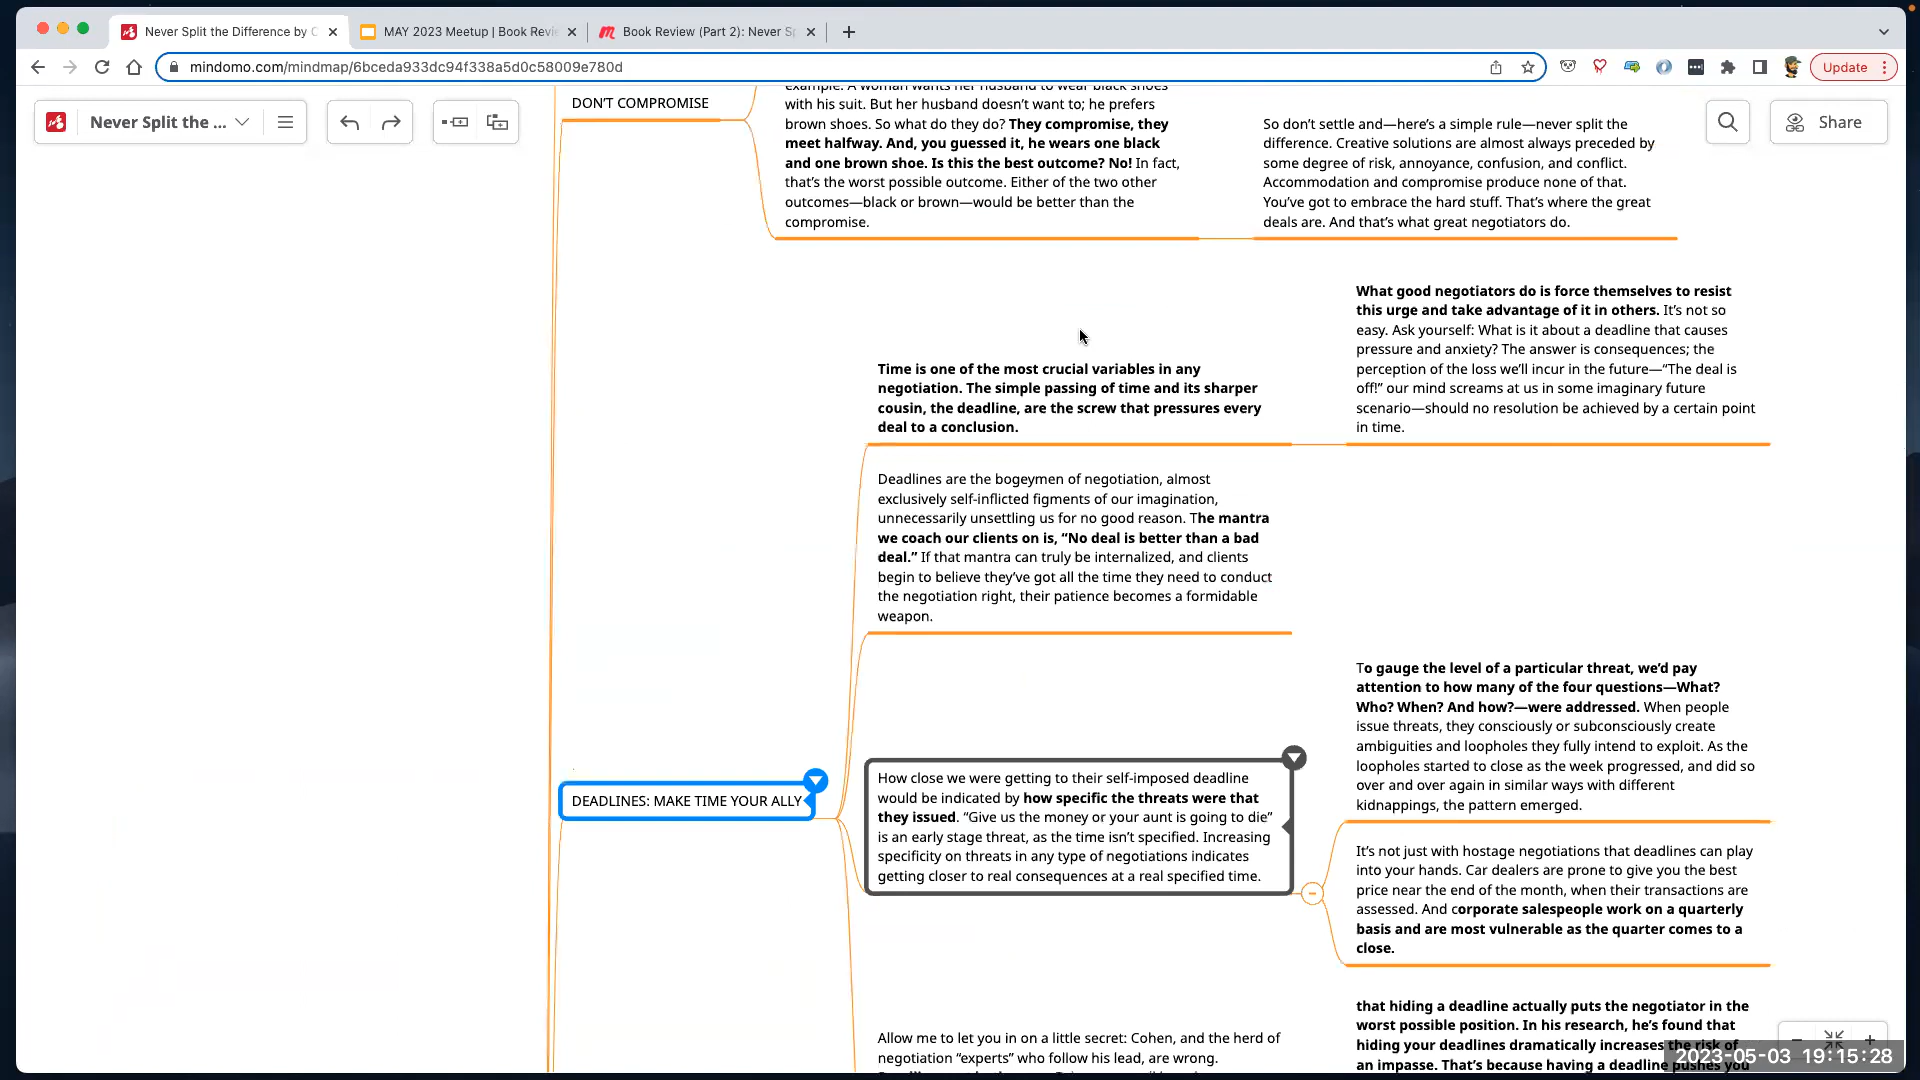 Never Split the Difference by C
MAY 2023 Meetup | Book Revie
Book Review (Part 2): Never Sp
mindomo.com/mindmap/6bceda933dc94f338a5d0c58009e780d
Update
Never Split the ...
Share
DON'T COMPROMISE
example. A woman wants her husband to wear black shoes
with his suit. But her husband doesn't want to; he prefers
brown shoes. So what do they do? They compromise, they
meet halfway. And, you guessed it, he wears one black
and one brown shoe. Is this the best outcome? No! In fact,
that's the worst possible outcome. Either of the two other
outcomes—black or brown—would be better than the
compromise.
So don't settle and—here's a simple rule—never split the
difference. Creative solutions are almost always preceded by
some degree of risk, annoyance, confusion, and conflict.
Accommodation and compromise produce none of that.
You've got to embrace the hard stuff. That's where the great
deals are. And that's what great negotiators do.
What good negotiators do is force themselves to resist
this urge and take advantage of it in others. It's not so
easy. Ask yourself: What is it about a deadline that causes
pressure and anxiety? The answer is consequences; the
perception of the loss we'll incur in the future—“The deal is
off!” our mind screams at us in some imaginary future
scenario—should no resolution be achieved by a certain point
in time.
Time is one of the most crucial variables in any
negotiation. The simple passing of time and its sharper
cousin, the deadline, are the screw that pressures every
deal to a conclusion.
Deadlines are the bogeymen of negotiation, almost
exclusively self-inflicted figments of our imagination,
unnecessarily unsettling us for no good reason. The mantra
we coach our clients on is, “No deal is better than a bad
deal.” If that mantra can truly be internalized, and clients
begin to believe they've got all the time they need to conduct
the negotiation right, their patience becomes a formidable
weapon.
To gauge the level of a particular threat, we'd pay
attention to how many of the four questions—What?
Who? When? And how?—were addressed. When people
issue threats, they consciously or subconsciously create
ambiguities and loopholes they fully intend to exploit. As the
loopholes started to close as the week progressed, and did so
over and over again in similar ways with different
kidnappings, the pattern emerged.
DEADLINES: MAKE TIME YOUR ALLY
How close we were getting to their self-imposed deadline
would be indicated by how specific the threats were that
they issued. “Give us the money or your aunt is going to die”
is an early stage threat, as the time isn't specified. Increasing
specificity on threats in any type of negotiations indicates
getting closer to real consequences at a real specified time.
It's not just with hostage negotiations that deadlines can play
into your hands. Car dealers are prone to give you the best
price near the end of the month, when their transactions are
assessed. And corporate salespeople work on a quarterly
basis and are most vulnerable as the quarter comes to a
close.
that hiding a deadline actually puts the negotiator in the
worst possible position. In his research, he's found that
hiding your deadlines dramatically increases the risk of
an impasse. That's because having a deadline pushes you
Allow me to let you in on a little secret: Cohen, and the herd of
negotiation “experts” who follow his lead, are wrong.
2023-05-03 19:15:28